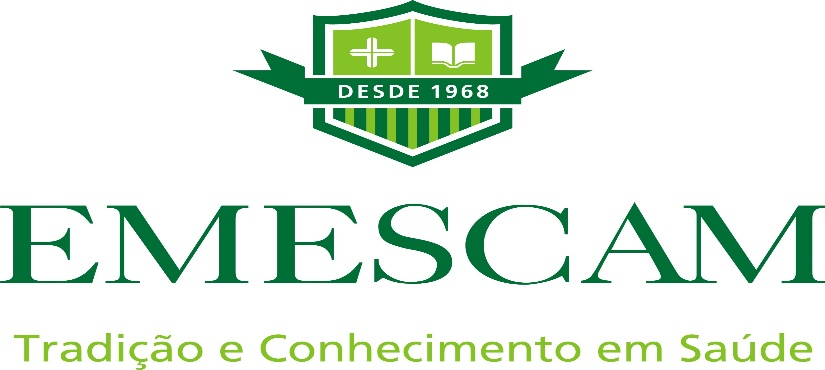 DESDE 1968
EMESCAM
Tradição e Conhecimento em Saúde